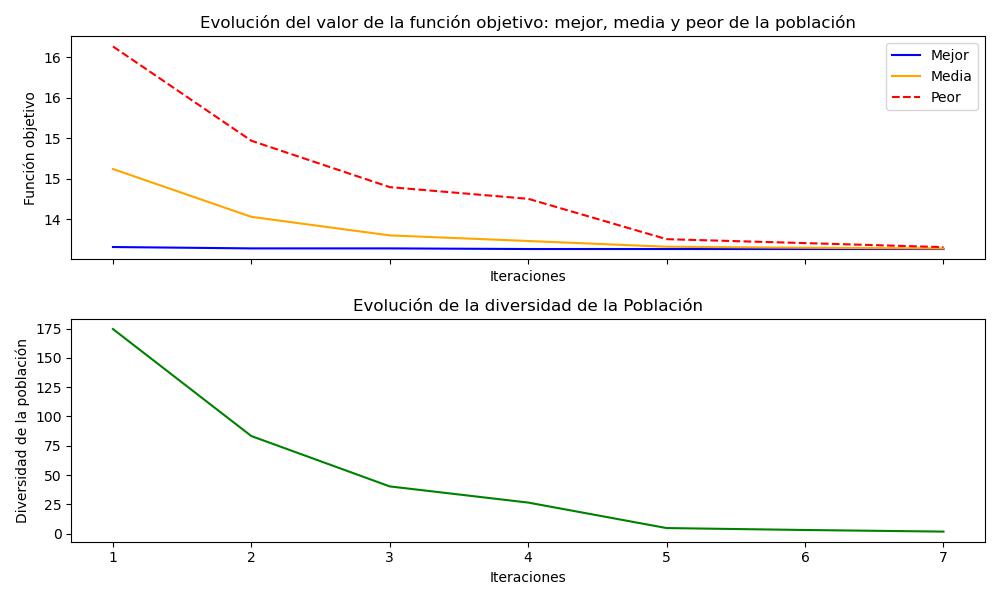 Evolución del valor de la función objetivo: mejor, media y peor de la población
Función objetivo
16
16
15
15
14
Mejor
Media
Peor
Iteraciones
Evolución de la diversidad de la Población
Diversidad de la población
175
150
125
100
75
50
25
0
1 2 3 4 5 6 7
Iteraciones